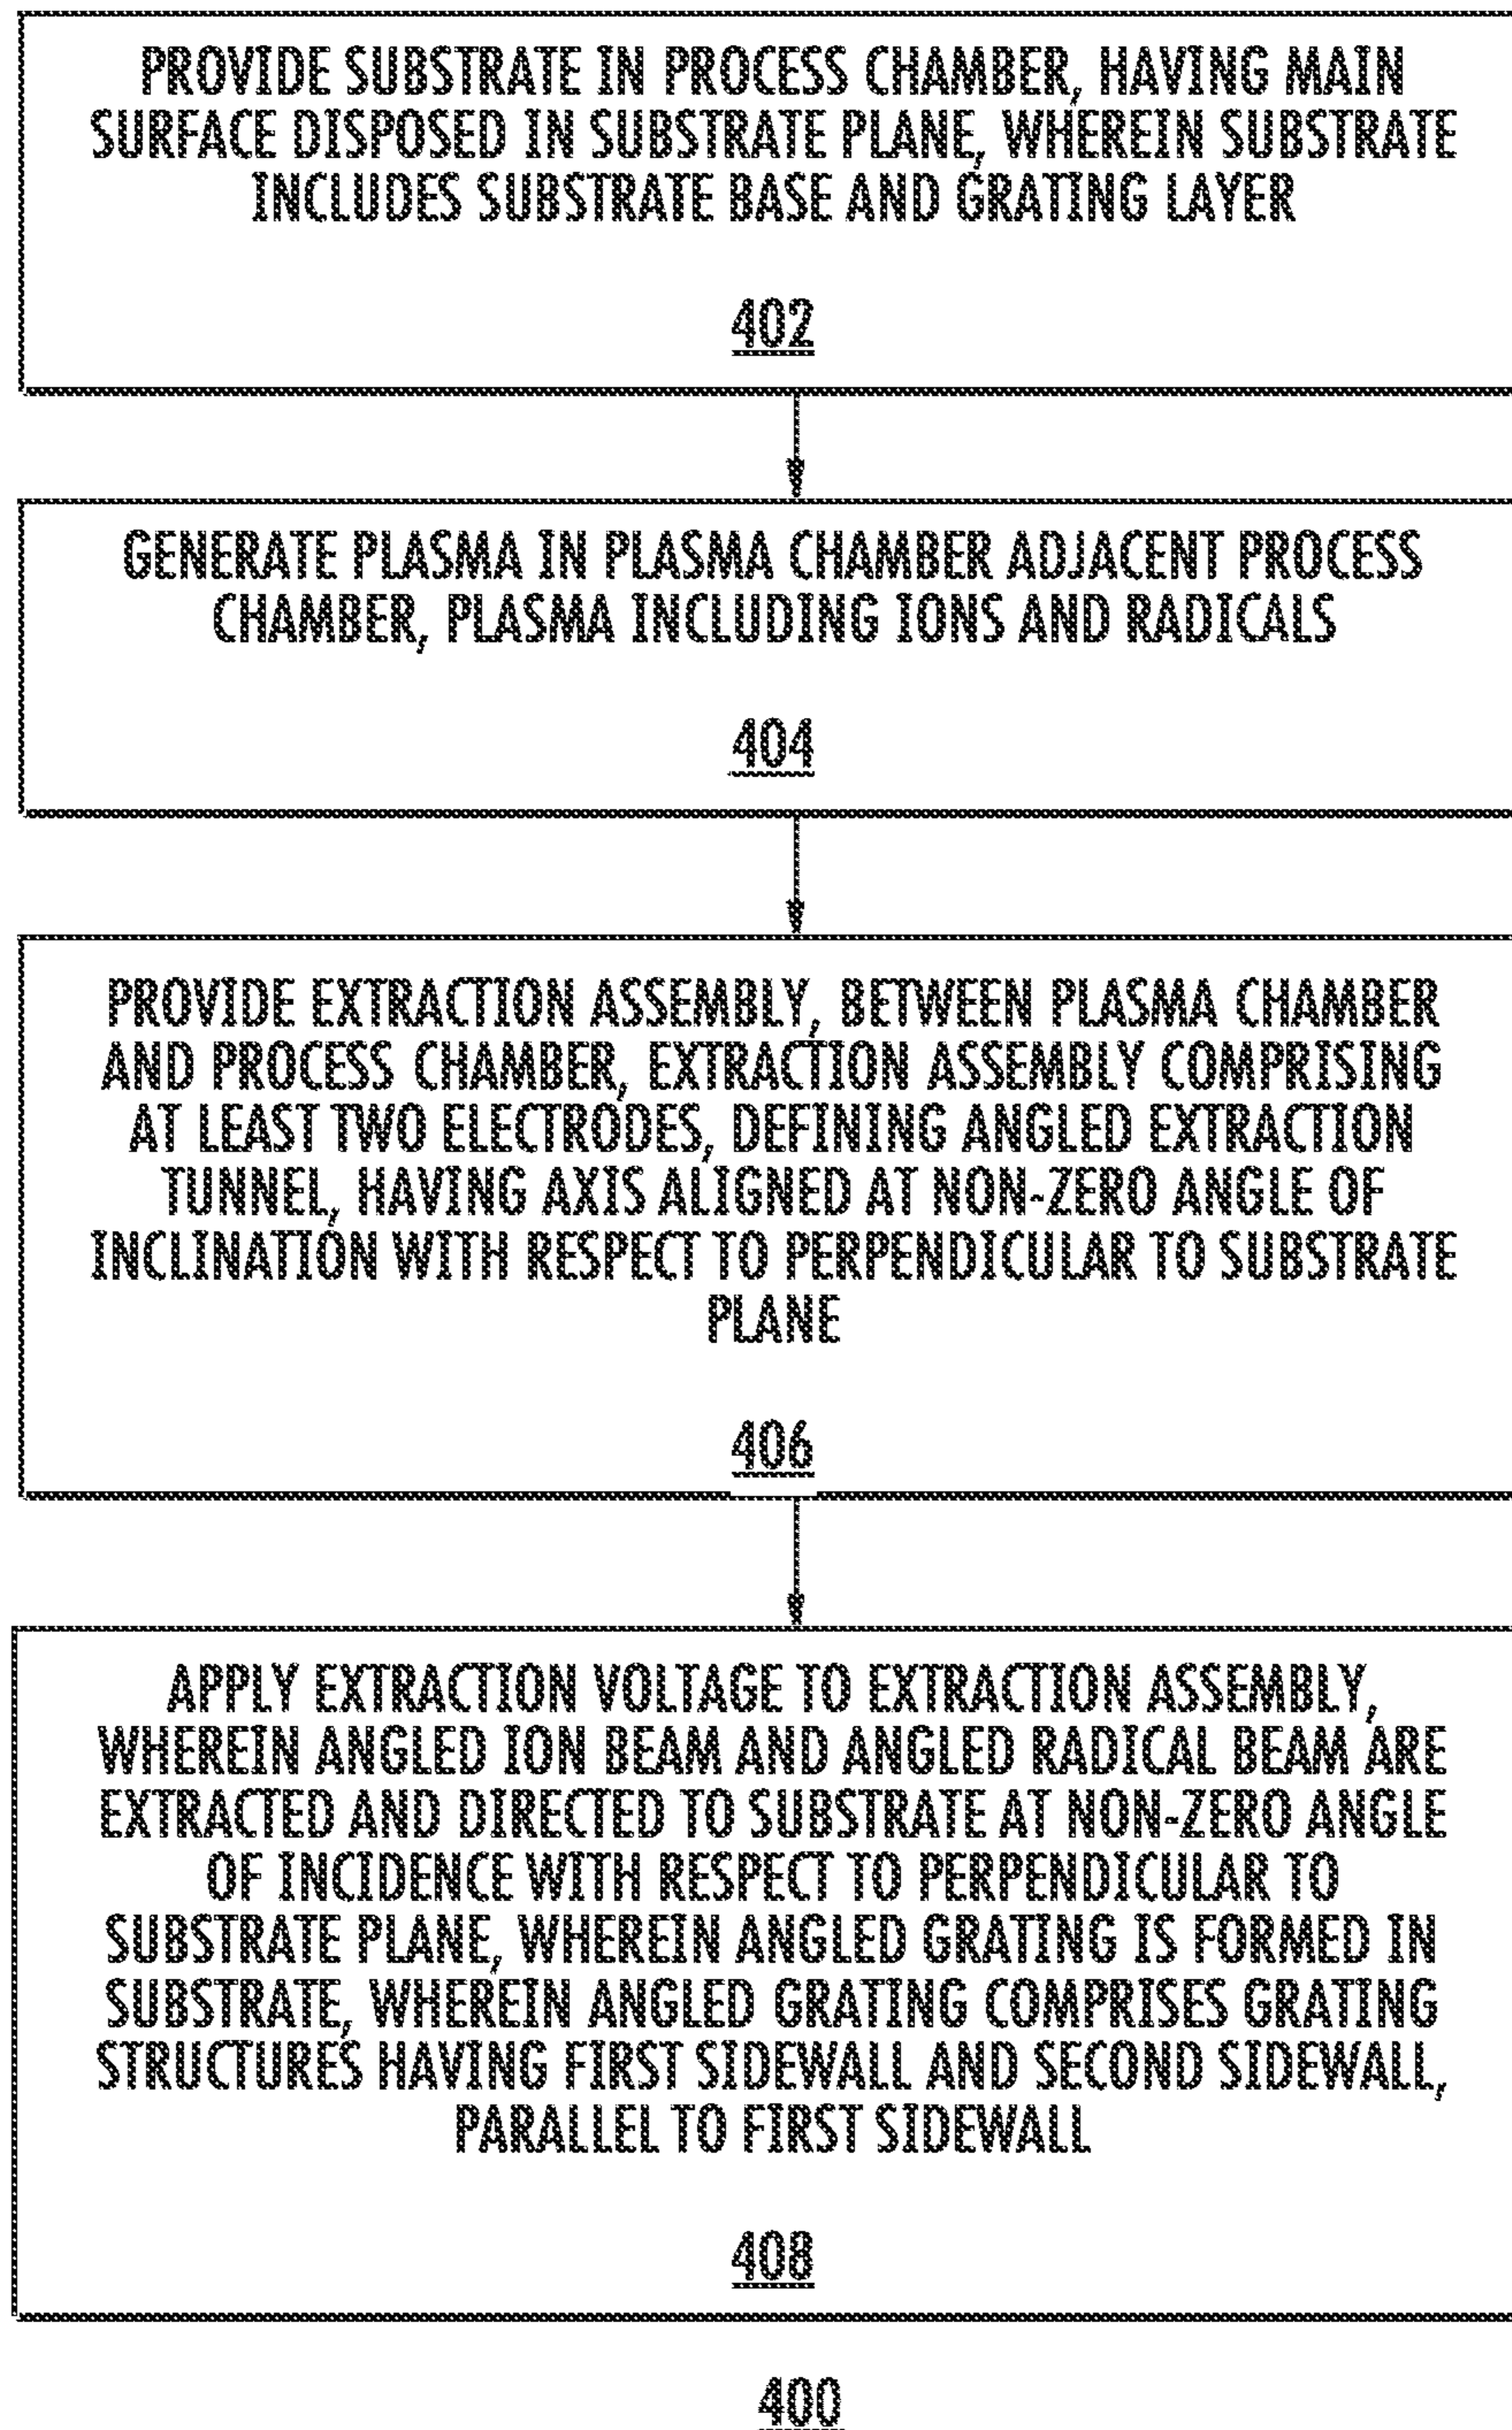 PROVIDE SUBSTRATE IN PROCESS CHAMBER, HAVING MAIN
SURFACE DISPOSED IN SUBSTRATE PLANE, WHEREIN SUBSTRATE
INCLUDES SUBSTRATE BASE AND GRATING LAYER
402
GENERATE PLASMA IN PLASMA CHAMBER ADJACENT PROCESS
CHAMBER, PLASMA INCLUDING IONS AND RADICALS
404
PROVIDE EXTRACTION ASSEMBLY, BETWEEN PLASMA CHAMBER
AND PROCESS CHAMBER, EXTRACTION ASSEMBLY COMPRISING
AT LEAST TWO ELECTRODES, DEFINING ANGLED EXTRACTION
TUNNEL, HAVING AXIS ALIGNED AT NON-ZERO ANGLE OF
INCLINATION WITH RESPECT TO PERPENDICULAR TO SUBSTRATE
PLANE
406
APPLY EXTRACTION VOLTAGE TO EXTRACTION ASSEMBLY,
WHEREIN ANGLED ION BEAM AND ANGLED RADICAL BEAM ARE
EXTRACTED AND DIRECTED TO SUBSTRATE AT NON-ZERO ANGLE
OF INCIDENCE WITH RESPECT TO PERPENDICULAR TO
SUBSTRATE PLANE, WHEREIN ANGLED GRATING IS FORMED IN
SUBSTRATE, WHEREIN ANGLED GRATING COMPRISES GRATING
STRUCTURES HAVING FIRST SIDEWALL AND SECOND SIDEWALL,
PARALLEL TO FIRST SIDEWALL
408
400